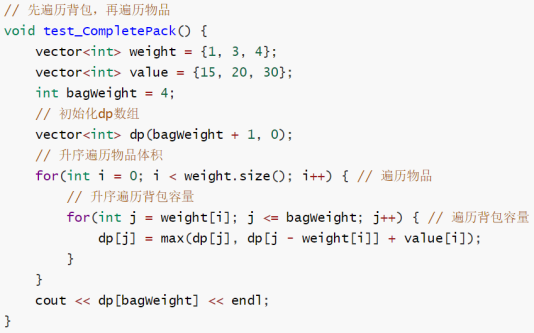 // 先遍历背包，再遍历物品
void test_CompletePack() {
    vector<int> weight = {1, 3, 4};
    vector<int> value = {15, 20, 30};
    int bagWeight = 4;
    // 初始化dp数组
    vector<int> dp(bagWeight + 1, 0);
    // 升序遍历物品体积
    for(int i = 0; i < weight.size(); i++) { // 遍历物品
        // 升序遍历背包容量
        for(int j = weight[i]; j <= bagWeight; j++) { // 遍历背包容量
            dp[j] = max(dp[j], dp[j - weight[i]] + value[i]);
        }
    }
    cout << dp[bagWeight] << endl;
}